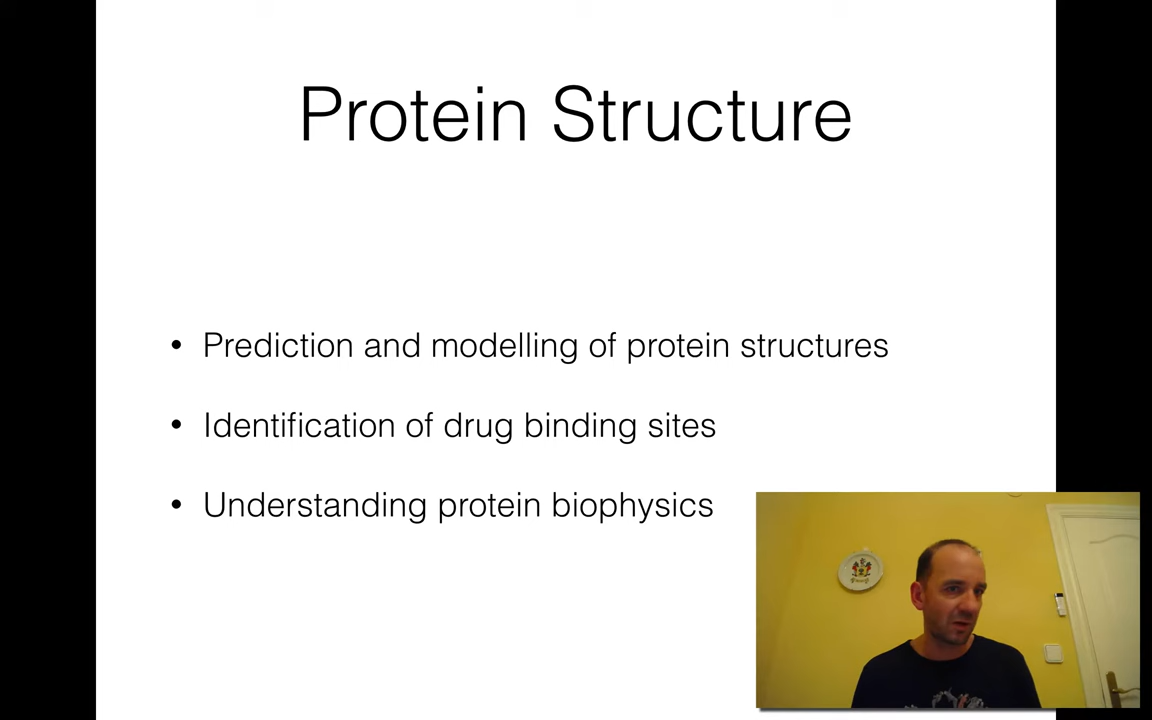 Protein Structure
• Prediction and modelling of protein structures
• Identification of drug binding sites
• Understanding protein biophysics